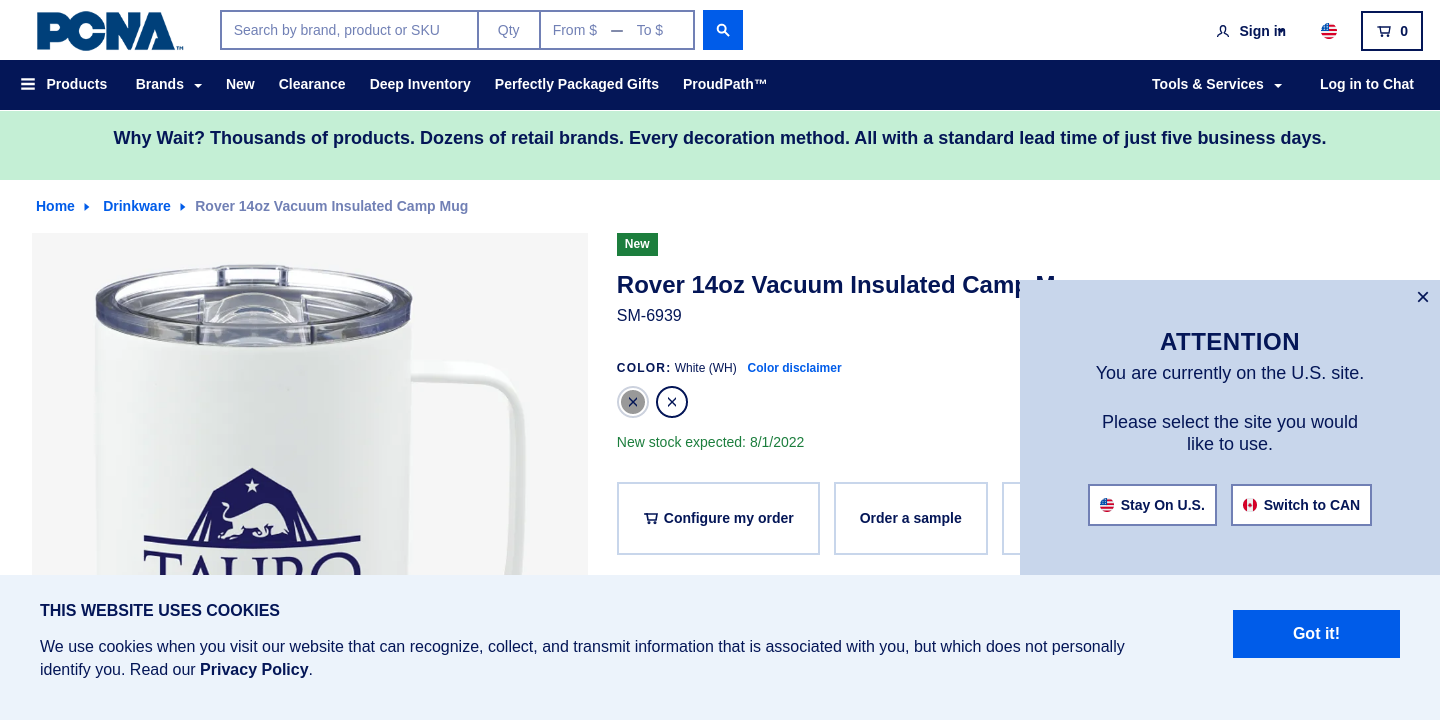 PCNA™
Search by brand, product or SKU
Qty
From $ — To $
Sign in
0
Products
Brands
New
Clearance
Deep Inventory
Perfectly Packaged Gifts
ProudPath™
Tools & Services
Log in to Chat
Why Wait? Thousands of products. Dozens of retail brands. Every decoration method. All with a standard lead time of just five business days.
Home
Drinkware
Rover 14oz Vacuum Insulated Camp Mug
New
Rover 14oz Vacuum Insulated Camp M
SM-6939
COLOR: White (WH) Color disclaimer
New stock expected: 8/1/2022
Configure my order
Order a sample
TAURO
ATTENTION
You are currently on the U.S. site.
Please select the site you would
like to use.
Stay On U.S.
Switch to CAN
THIS WEBSITE USES COOKIES
We use cookies when you visit our website that can recognize, collect, and transmit information that is associated with you, but which does not personally
identify you. Read our Privacy Policy.
Got it!